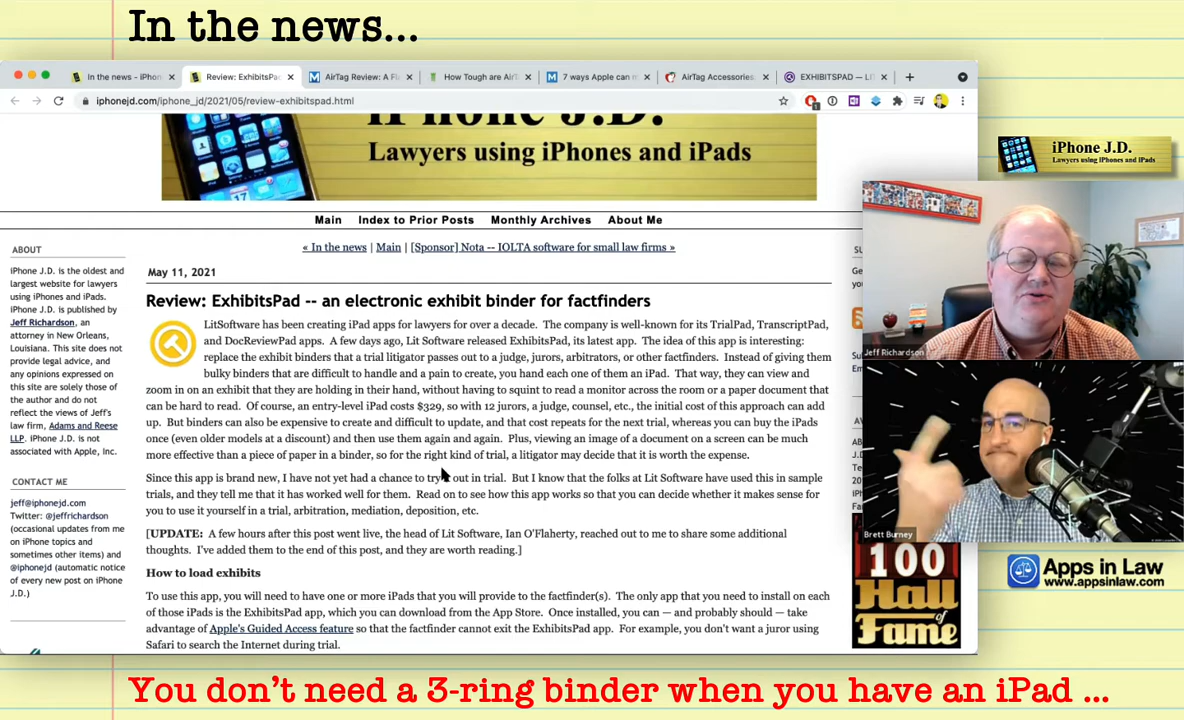 In the news...
In the news - iPhon
Review: ExhibitsPa
AirTag Review: A Fi
How Tough are AirT
7 ways Apple can m
AirTag Accessories
EXHIBITSPAD — LIT
iphonejd.com/iphone_jd/2021/05/review-exhibitspad.html
iPhone J.D.
Lawyers using iPhones and iPads
Main Index to Prior Posts Monthly Archives About Me
« In the news | Main | [Sponsor] Nota -- IOLTA software for small law firms »
ABOUT
iPhone J.D. is the oldest and
largest website for lawyers
using iPhones and iPads.
iPhone J.D. is published by
Jeff Richardson, an
attorney in New Orleans,
Louisiana. This site does not
provide legal advice, and
any opinions expressed on
this site are solely those of
the author and do not
reflect the views of Jeff's
law firm, Adams and Reese
LLP. iPhone J.D. is not
associated with Apple, Inc.
CONTACT ME
jeff@iphonejd.com
Twitter: @jeffrichardson
(occasional updates from me
on iPhone topics and
sometimes other items) and
@iphonejd (automatic notice
of every new post on iPhone
J.D.)
May 11, 2021
Review: ExhibitsPad -- an electronic exhibit binder for factfinders
LitSoftware has been creating iPad apps for lawyers for over a decade. The company is well-known for its TrialPad, TranscriptPad,
and DocReviewPad apps. A few days ago, Lit Software released ExhibitsPad, its latest app. The idea of this app is interesting:
replace the exhibit binders that a trial litigator passes out to a judge, jurors, arbitrators, or other factfinders. Instead of giving them
bulky binders that are difficult to handle and a pain to create, you hand each one of them an iPad. That way, they can view and
zoom in on an exhibit that they are holding in their hand, without having to squint to read a monitor across the room or a paper document that
can be hard to read. Of course, an entry-level iPad costs $329, so with 12 jurors, a judge, counsel, etc., the initial cost of this approach can add
up. But binders can also be expensive to create and difficult to update, and that cost repeats for the next trial, whereas you can buy the iPads
once (even older models at a discount) and then use them again and again. Plus, viewing an image of a document on a screen can be much
more effective than a piece of paper in a binder, so for the right kind of trial, a litigator may decide that it is worth the expense.
Since this app is brand new, I have not yet had a chance to try it out in trial. But I know that the folks at Lit Software have used this in sample
trials, and they tell me that it has worked well for them. Read on to see how this app works so that you can decide whether it makes sense for
you to use it yourself in a trial, arbitration, mediation, deposition, etc.
[UPDATE: A few hours after this post went live, the head of Lit Software, Ian O'Flaherty, reached out to me to share some additional
thoughts. I've added them to the end of this post, and they are worth reading.]
How to load exhibits
To use this app, you will need to have one or more iPads that you will provide to the factfinder(s). The only app that you need to install on each
of those iPads is the ExhibitsPad app, which you can download from the App Store. Once installed, you can — and probably should — take
advantage of Apple's Guided Access feature so that the factfinder cannot exit the ExhibitsPad app. For example, you don't want a juror using
Safari to search the Internet during trial.
iPhone J.D.
Lawyers using iPhones and iPads
Jeff Richardson
Brett Burney
100
Hall
of
Fame
Apps in Law
www.appsinlaw.com
You don't need a 3-ring binder when you have an iPad ...